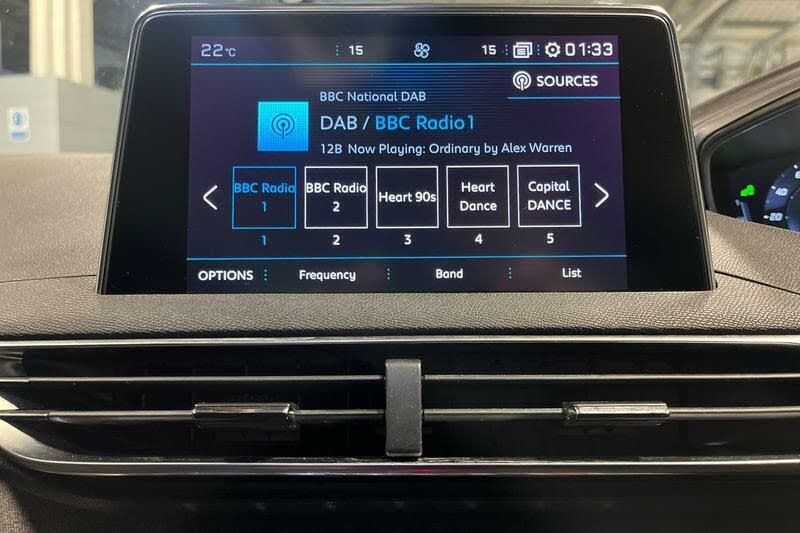 22°C
15
15
01:33
SOURCES
BBC National DAB
DAB / BBC Radio 1
12B Now Playing: Ordinary by Alex Warren
BBC Radio
1
BBC Radio
2
Heart 90s
Heart
Dance
Capital
DANCE
1
2
3
4
5
OPTIONS
Frequency
Band
List
20